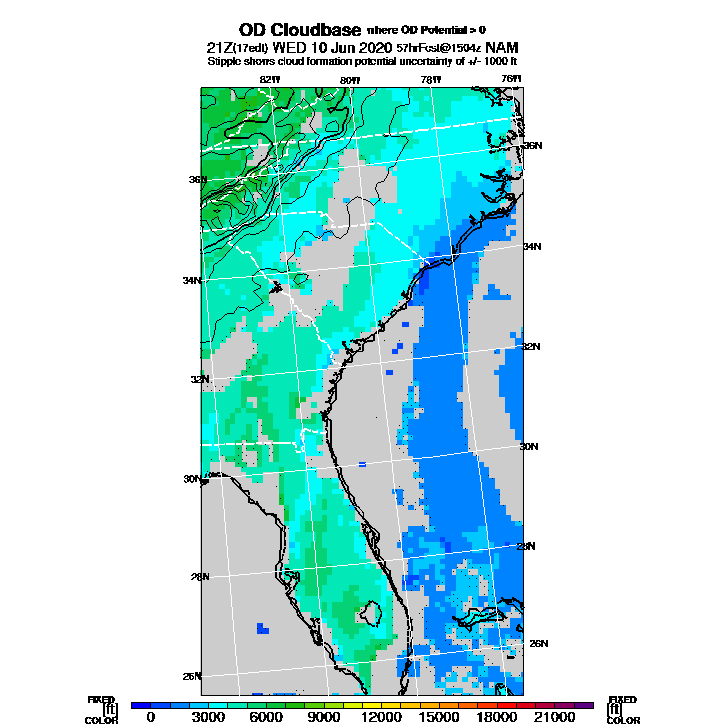 OD Cloudbase where OD Potential > 0
21Z(17edt) WED 10 Jun 2020 57hrFcst@1504z NAM
Stipple shows cloud formation potential uncertainty of +/- 1000 ft
82W 80W 78W 76W
36N
36N
34N
34N
32N
32N
30N
30N
28N
28N
26N
26N
FIXED FIXED
[ft] [ft]
COLOR 0 3000 6000 9000 12000 15000 18000 21000 COLOR